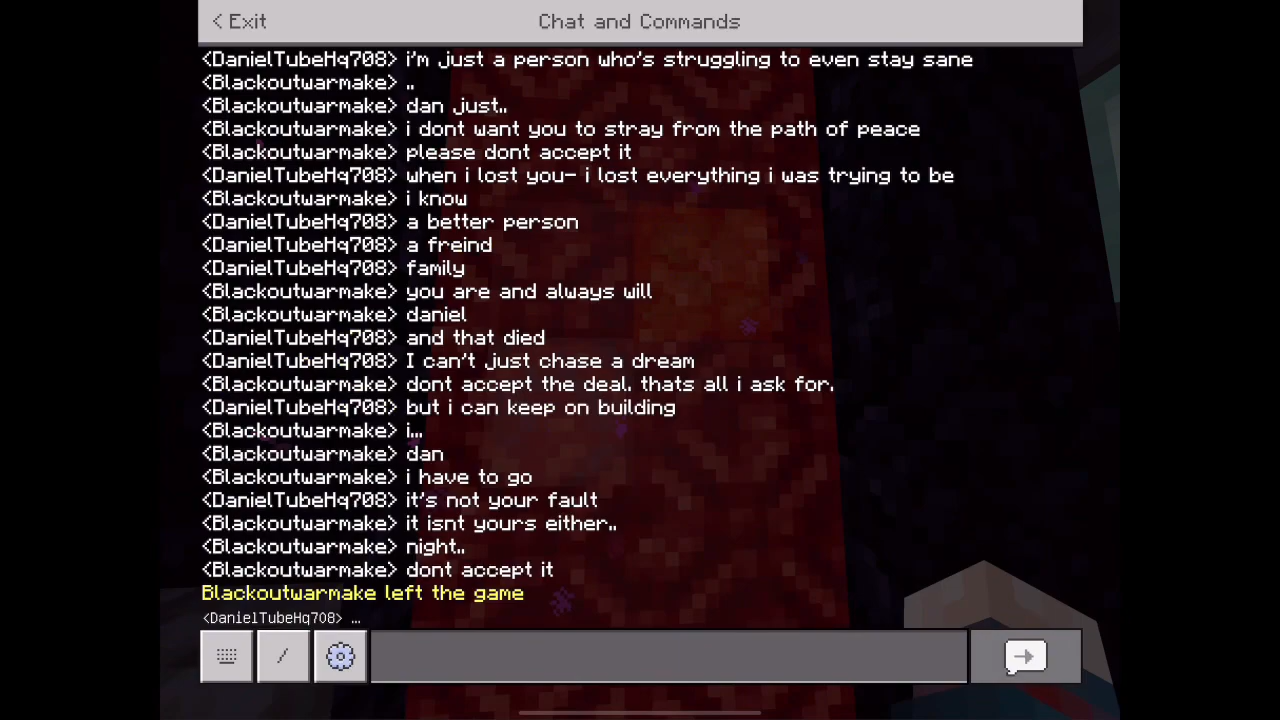 < Exit
Chat and Commands
<DanielTubeHq708> i'm just a person who's struggling to even stay sane
<Blackoutwarmake> ..
<Blackoutwarmake> dan just..
<Blackoutwarmake> i dont want you to stray from the path of peace
<Blackoutwarmake> please dont accept it
<DanielTubeHq708> when i lost you- i lost everything i was trying to be
<Blackoutwarmake> i know
<DanielTubeHq708> a better person
<DanielTubeHq708> a freind
<DanielTubeHq708> family
<Blackoutwarmake> you are and always will
<Blackoutwarmake> daniel
<DanielTubeHq708> and that died
<DanielTubeHq708> I can't just chase a dream
<Blackoutwarmake> dont accept the deal. thats all i ask for.
<DanielTubeHq708> but i can keep on building
<Blackoutwarmake> i...
<Blackoutwarmake> dan
<Blackoutwarmake> i have to go
<DanielTubeHq708> it's not your fault
<Blackoutwarmake> it isnt yours either..
<Blackoutwarmake> night..
<Blackoutwarmake> dont accept it
Blackoutwarmake left the game
<DanielTubeHq708> ...
/